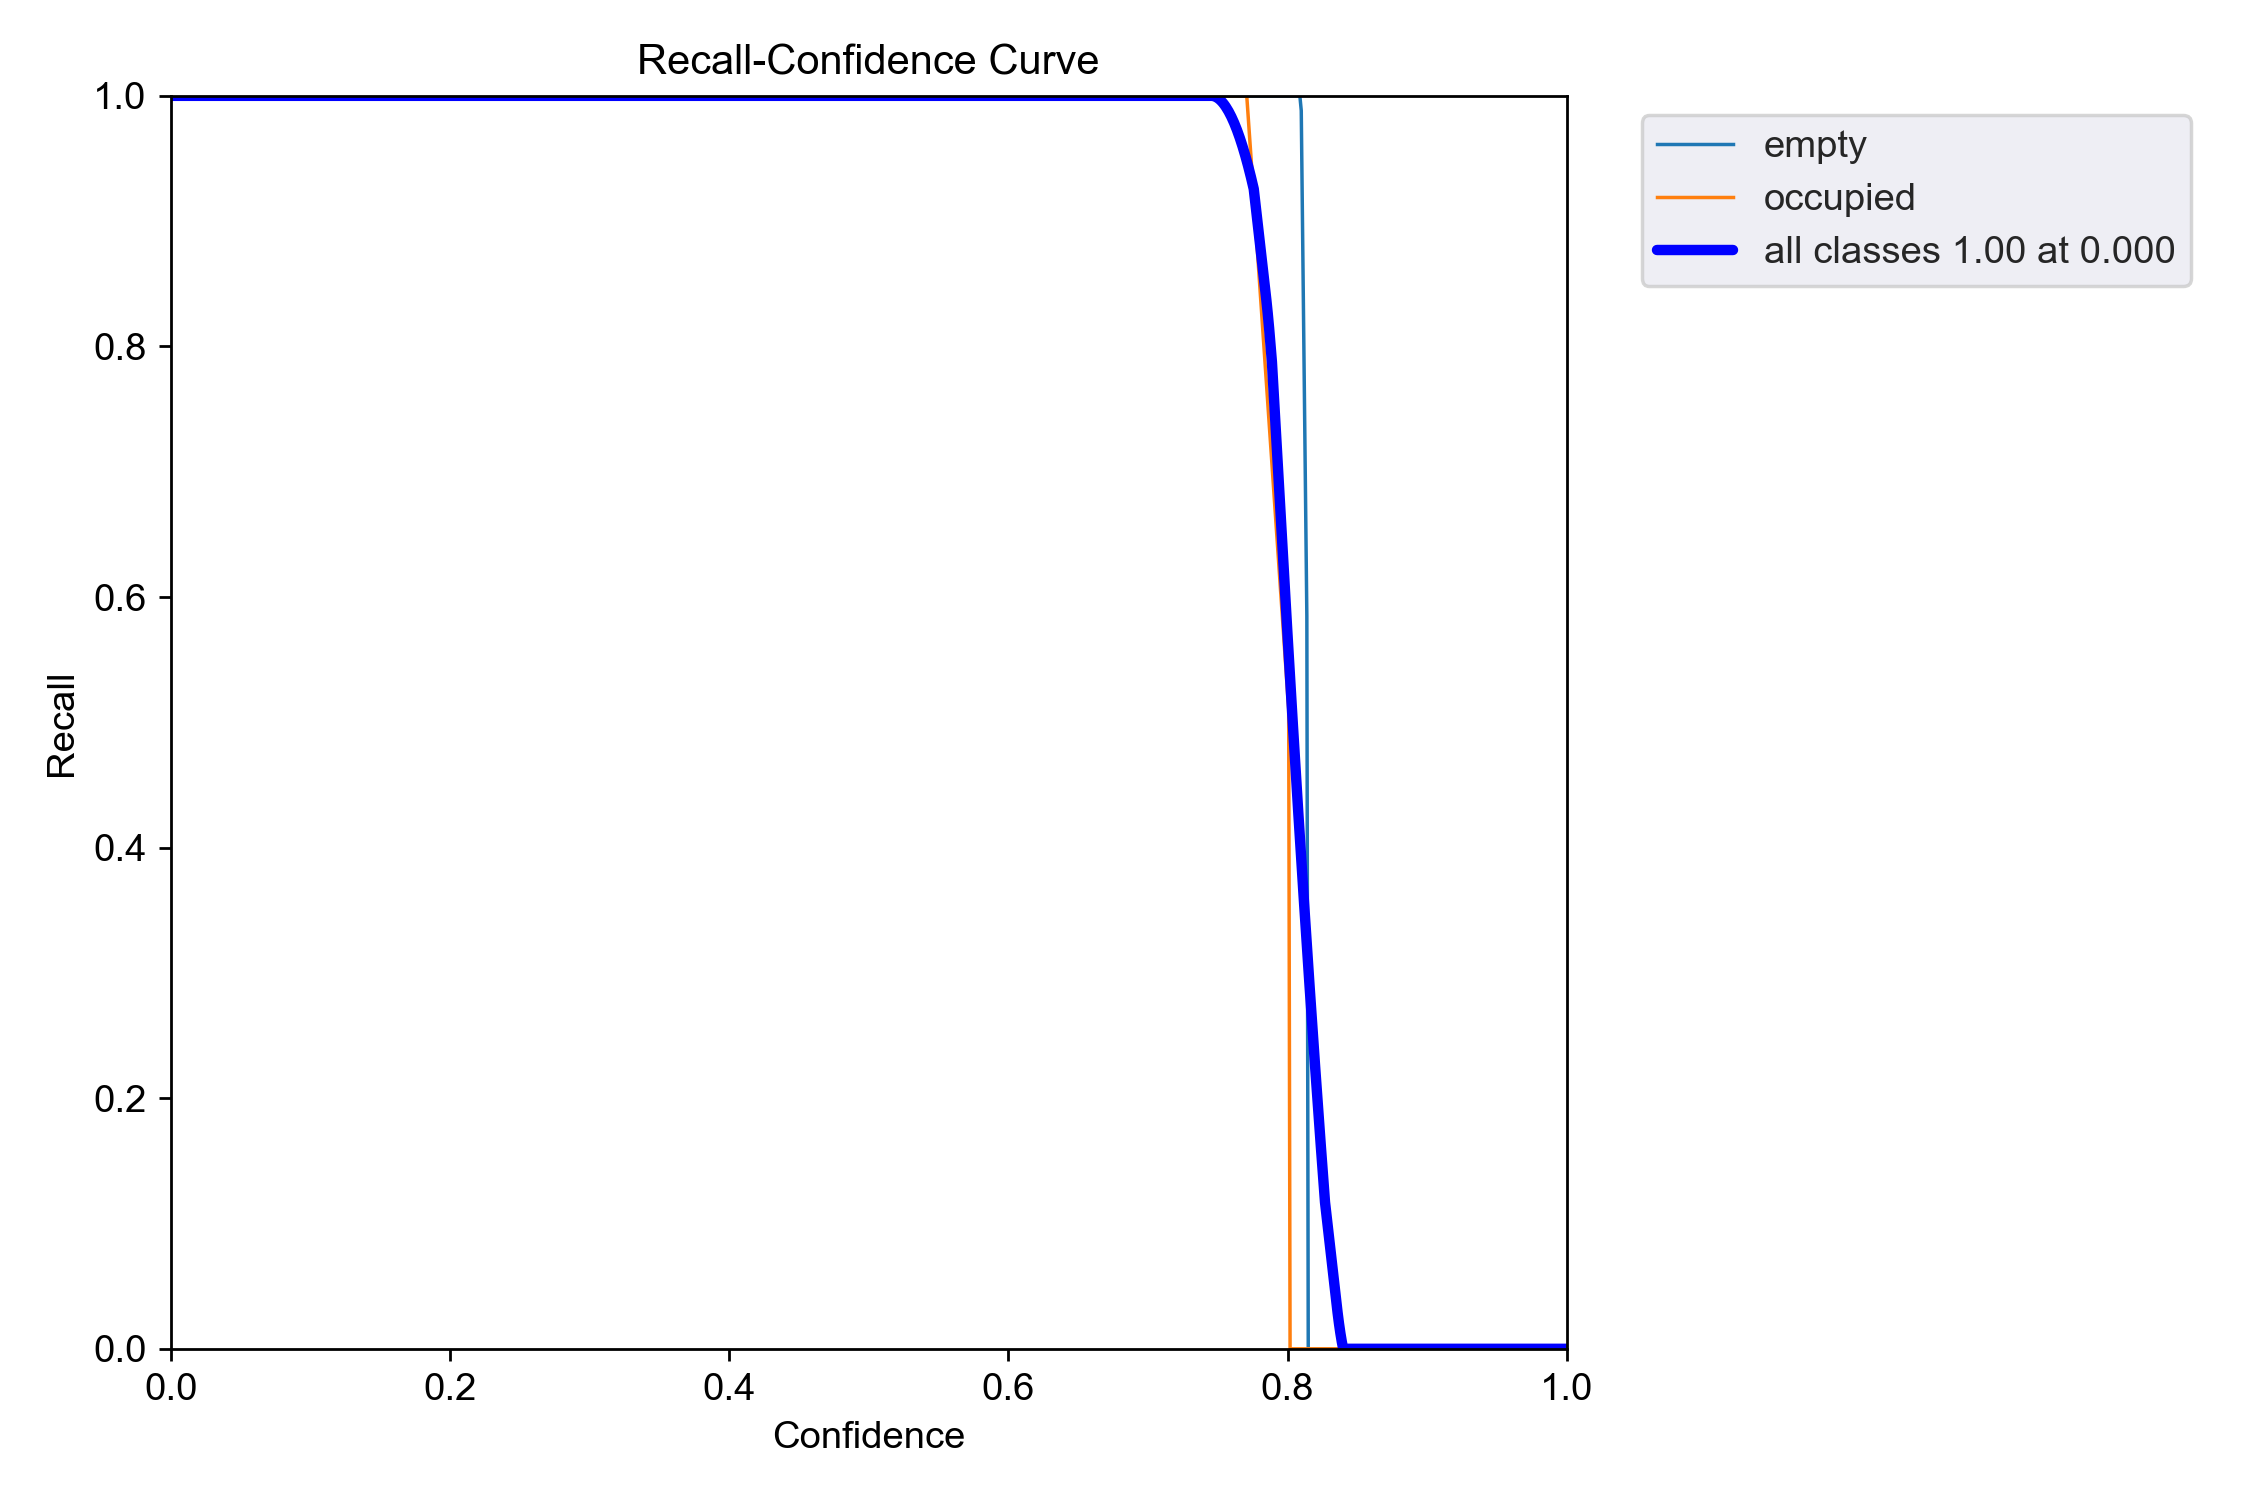 Recall-Confidence Curve
1.0
0.8
0.6
0.4
0.2
0.0
Recall
0.0 0.2 0.4 0.6 0.8 1.0
Confidence
empty
occupied
all classes 1.00 at 0.000